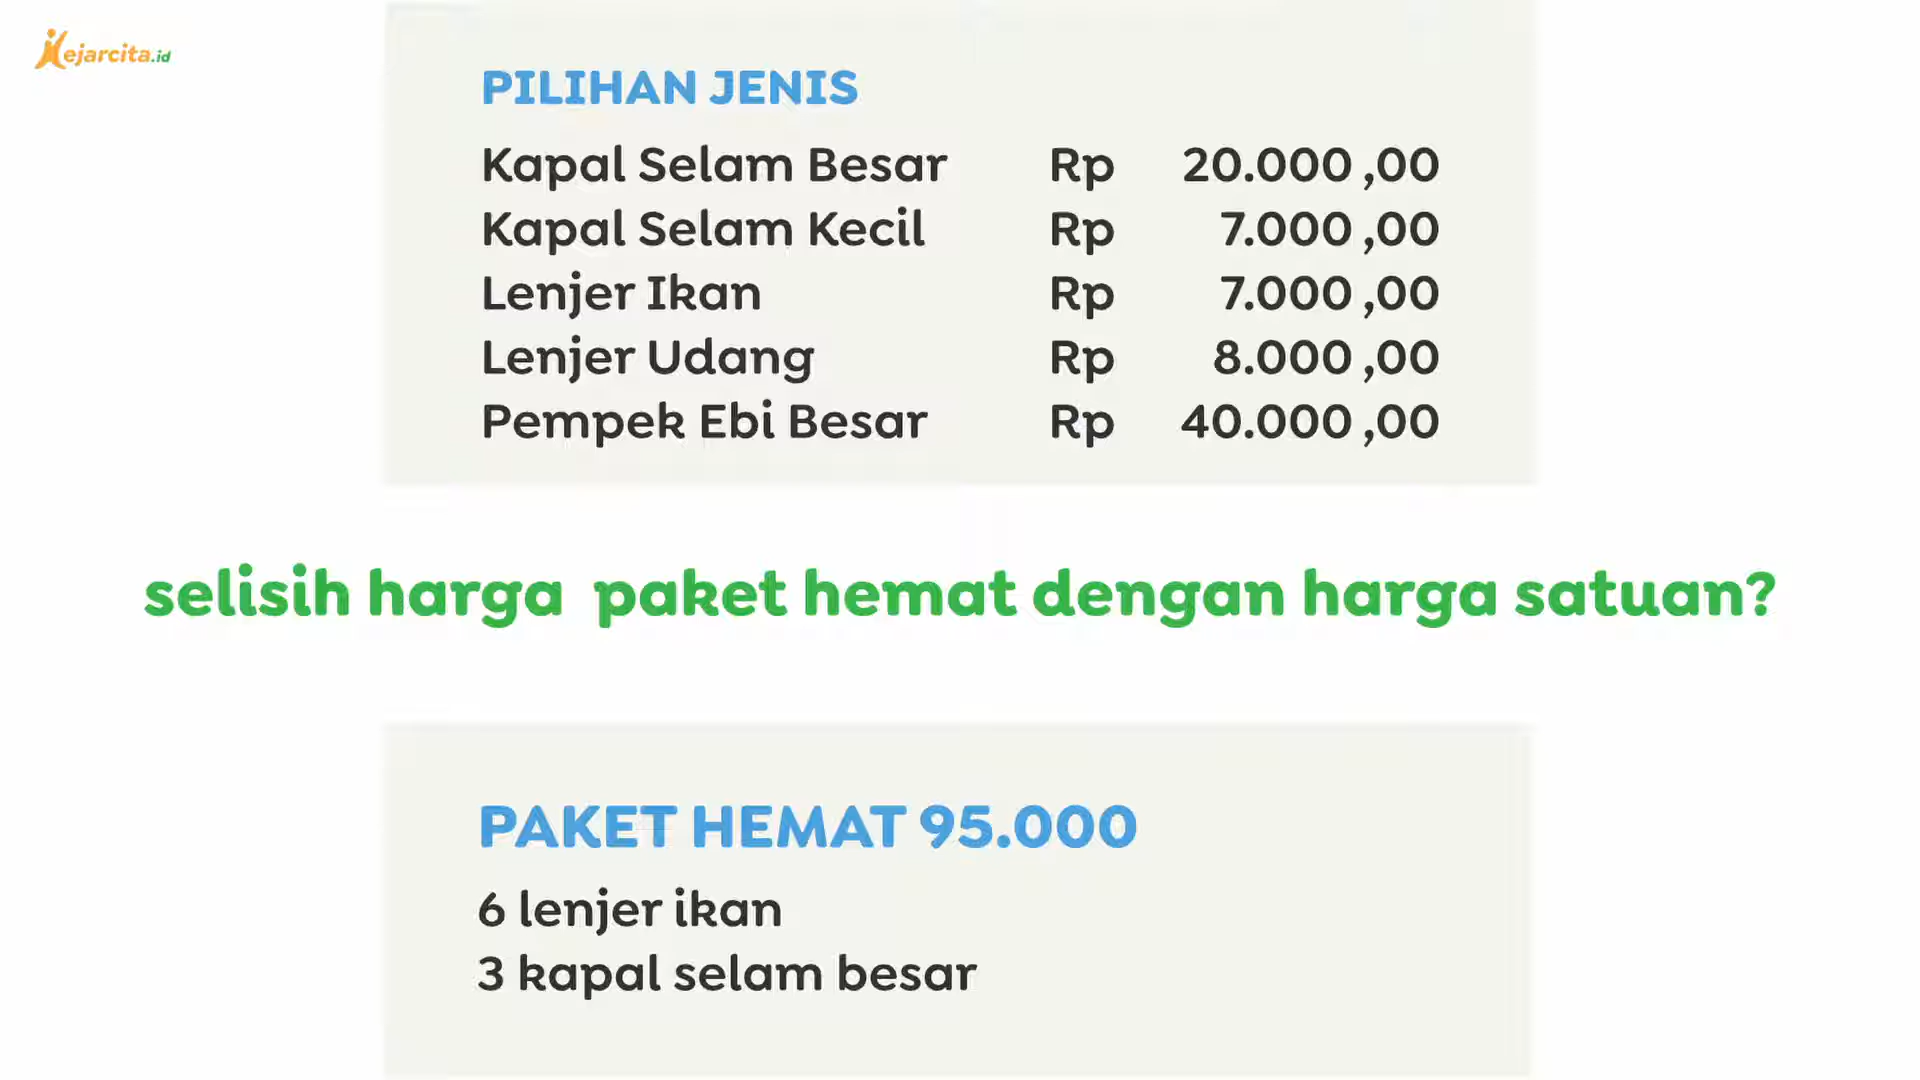 Kejarcita.id
PILIHAN JENIS
Kapal Selam Besar Rp 20.000 ,00
Kapal Selam Kecil Rp 7.000 ,00
Lenjer Ikan Rp 7.000 ,00
Lenjer Udang Rp 8.000 ,00
Pempek Ebi Besar Rp 40.000 ,00
selisih harga paket hemat dengan harga satuan?
PAKET HEMAT 95.000
6 lenjer ikan
3 kapal selam besar